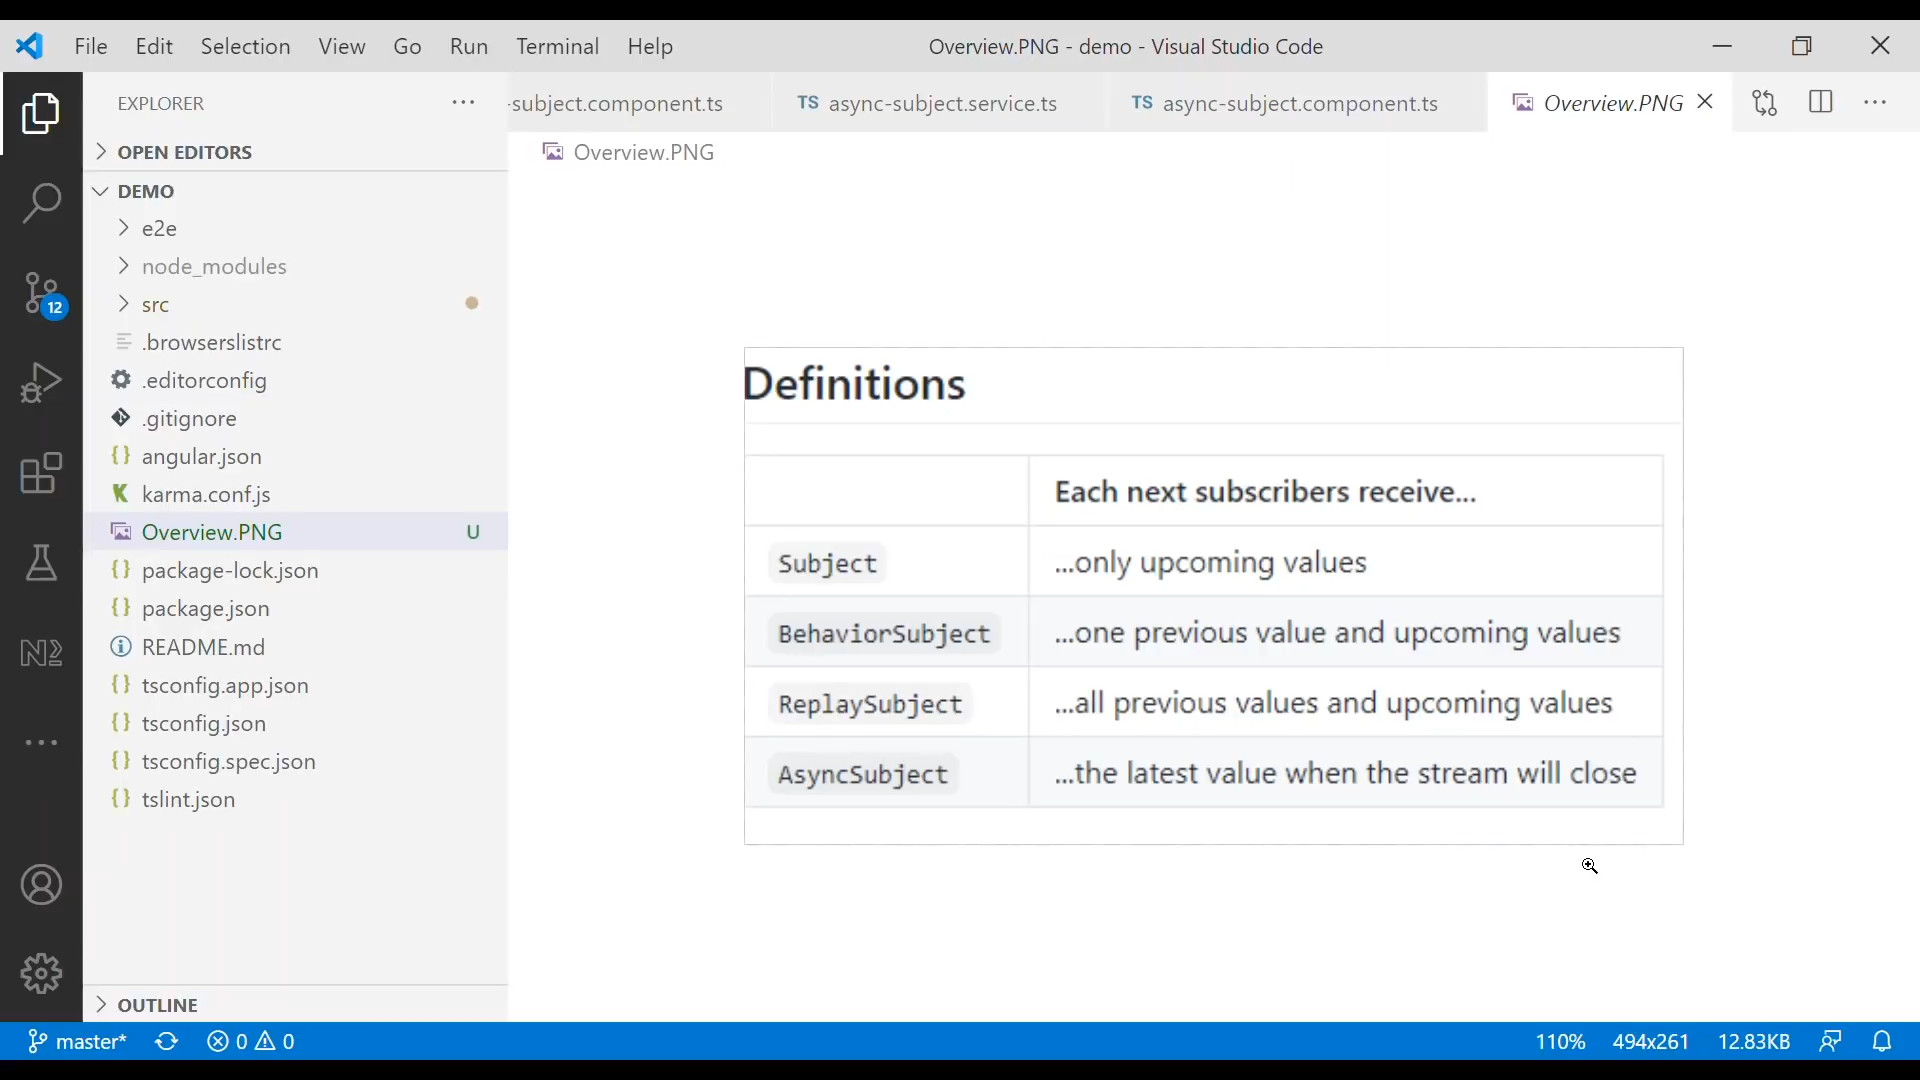 File Edit Selection View Go Run Terminal Help
Overview.PNG - demo - Visual Studio Code
EXPLORER
-subject.component.ts
TS async-subject.service.ts
TS async-subject.component.ts
Overview.PNG
OPEN EDITORS
Overview.PNG
DEMO
e2e
node_modules
src
12
.browserslistrc
.editorconfig
.gitignore
angular.json
karma.conf.js
Overview.PNG U
package-lock.json
package.json
README.md
tsconfig.app.json
tsconfig.json
tsconfig.spec.json
tslint.json
OUTLINE
Definitions
Each next subscribers receive...
Subject ...only upcoming values
BehaviorSubject ...one previous value and upcoming values
ReplaySubject ...all previous values and upcoming values
AsyncSubject ...the latest value when the stream will close
master* 0 0 110% 494x261 12.83KB